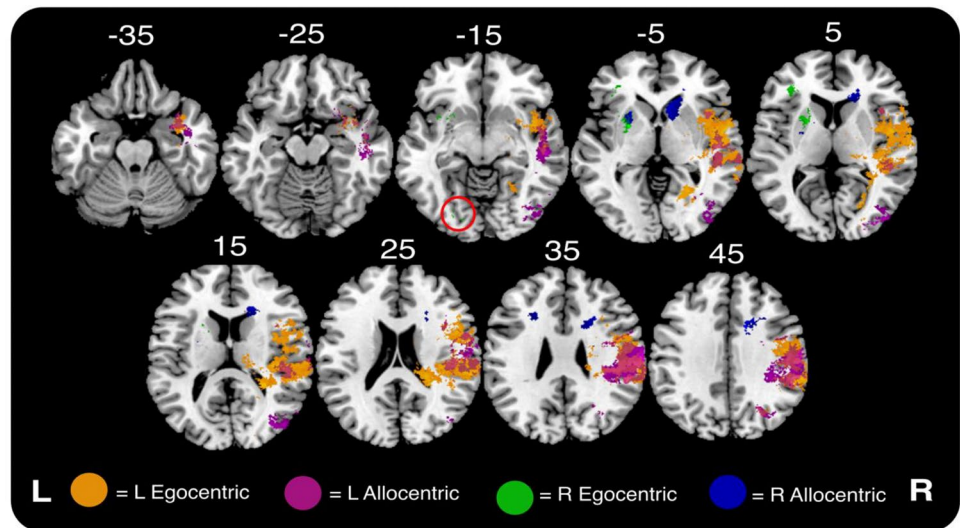 -35 -25 -15 -5 5
15 25 35 45
L = L Egocentric = L Allocentric = R Egocentric = R Allocentric R